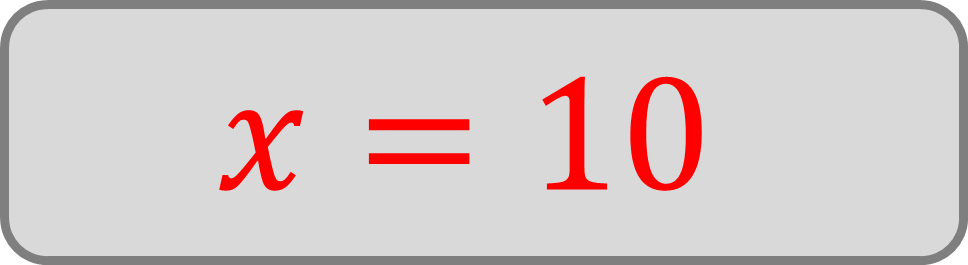 x = 10